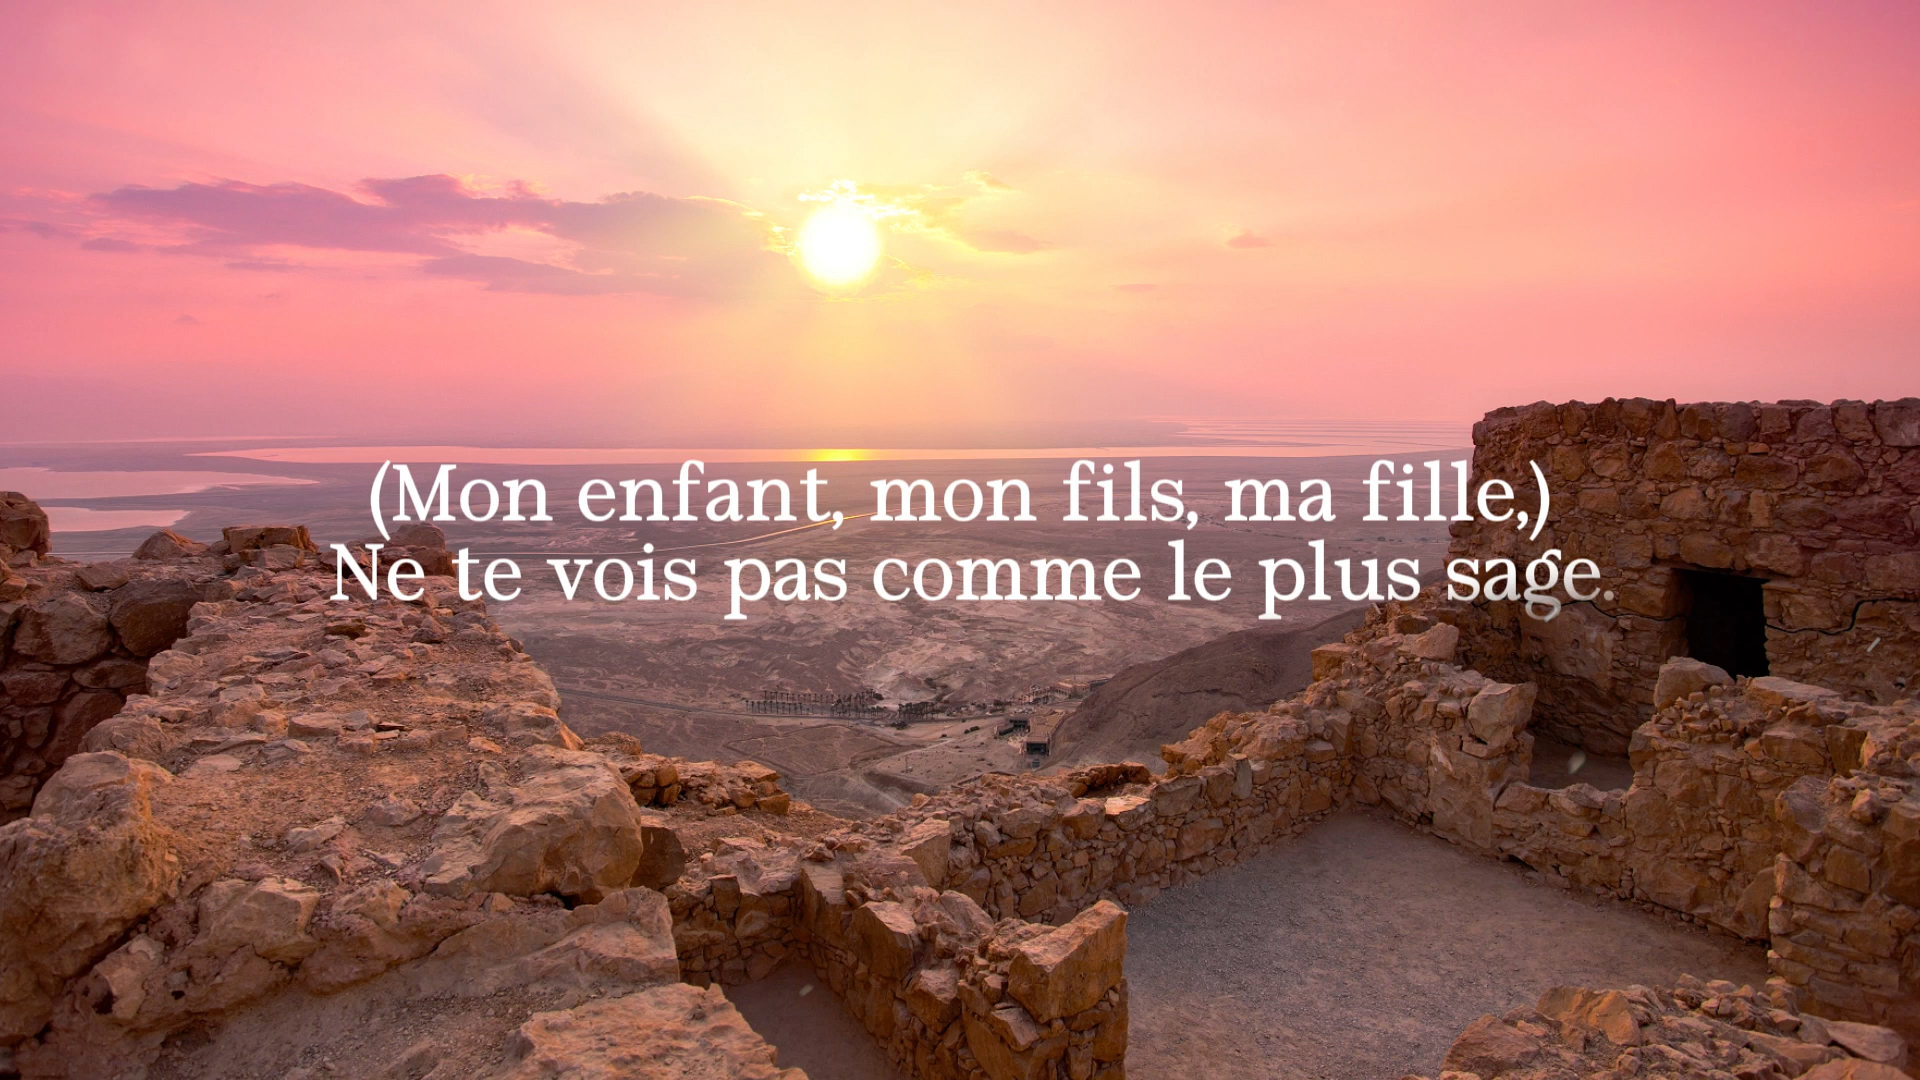 (Mon enfant, mon fils, ma fille,)
Ne te vois pas comme le plus sage.